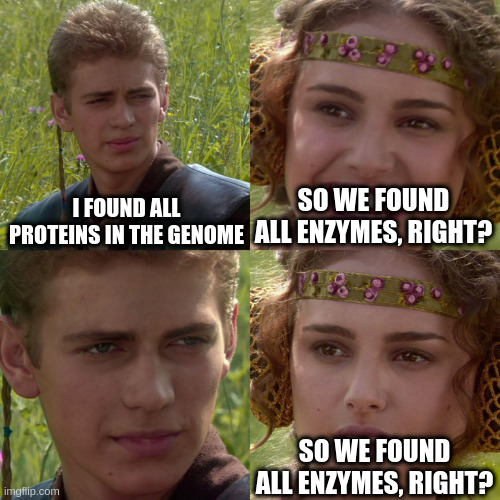 I FOUND ALL
PROTEINS IN THE GENOME
SO WE FOUND
ALL ENZYMES, RIGHT?
SO WE FOUND
ALL ENZYMES, RIGHT?
imgflip.com